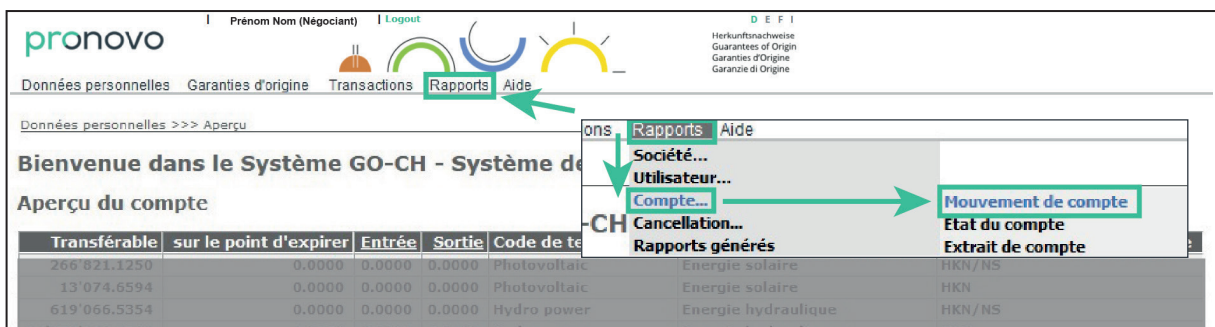 Prénom Nom (Négociant) Logout
D E F I
pronovo
Herkunftsnachweise
Guarantees of Origin
Garanties d'Origine
Garanzie di Origine
Données personnelles Garanties d'origine Transactions Rapports Aide
Données personnelles >>> Aperçu
Bienvenue dans le Système GO-CH - Système de
Aperçu du compte
Transférable sur le point d'expirer Entrée Sortie Code de te
266'821.1250 0.0000 0.0000 0.0000 Photovoltaic Energie solaire HKN/NS
13'074.6594 0.0000 0.0000 0.0000 Photovoltaic Energie solaire HKN
619'066.5354 0.0000 0.0000 0.0000 Hydro power Energie hydraulique HKN/NS
ons Rapports Aide
Société...
Utilisateur...
Compte... Mouvement de compte
-CH Cancellation... Etat du compte
Rapports générés Extrait de compte